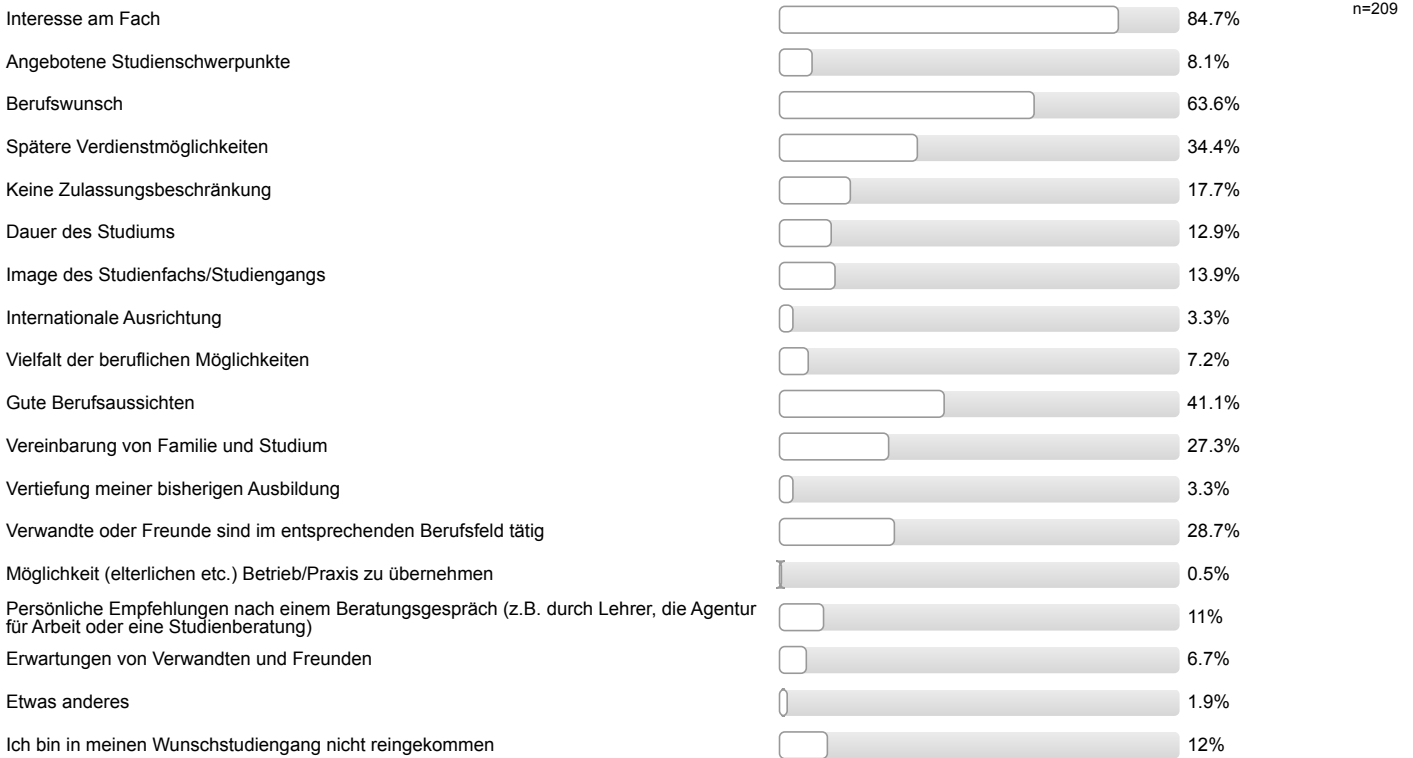 Interesse am Fach 84.7% n=209
Angebotene Studienschwerpunkte 8.1%
Berufswunsch 63.6%
Spätere Verdienstmöglichkeiten 34.4%
Keine Zulassungsbeschränkung 17.7%
Dauer des Studiums 12.9%
Image des Studienfachs/Studiengangs 13.9%
Internationale Ausrichtung 3.3%
Vielfalt der beruflichen Möglichkeiten 7.2%
Gute Berufsaussichten 41.1%
Vereinbarung von Familie und Studium 27.3%
Vertiefung meiner bisherigen Ausbildung 3.3%
Verwandte oder Freunde sind im entsprechenden Berufsfeld tätig 28.7%
Möglichkeit (elterlichen etc.) Betrieb/Praxis zu übernehmen 0.5%
Persönliche Empfehlungen nach einem Beratungsgespräch (z.B. durch Lehrer, die Agentur
für Arbeit oder eine Studienberatung) 11%
Erwartungen von Verwandten und Freunden 6.7%
Etwas anderes 1.9%
Ich bin in meinen Wunschstudiengang nicht reingekommen 12%